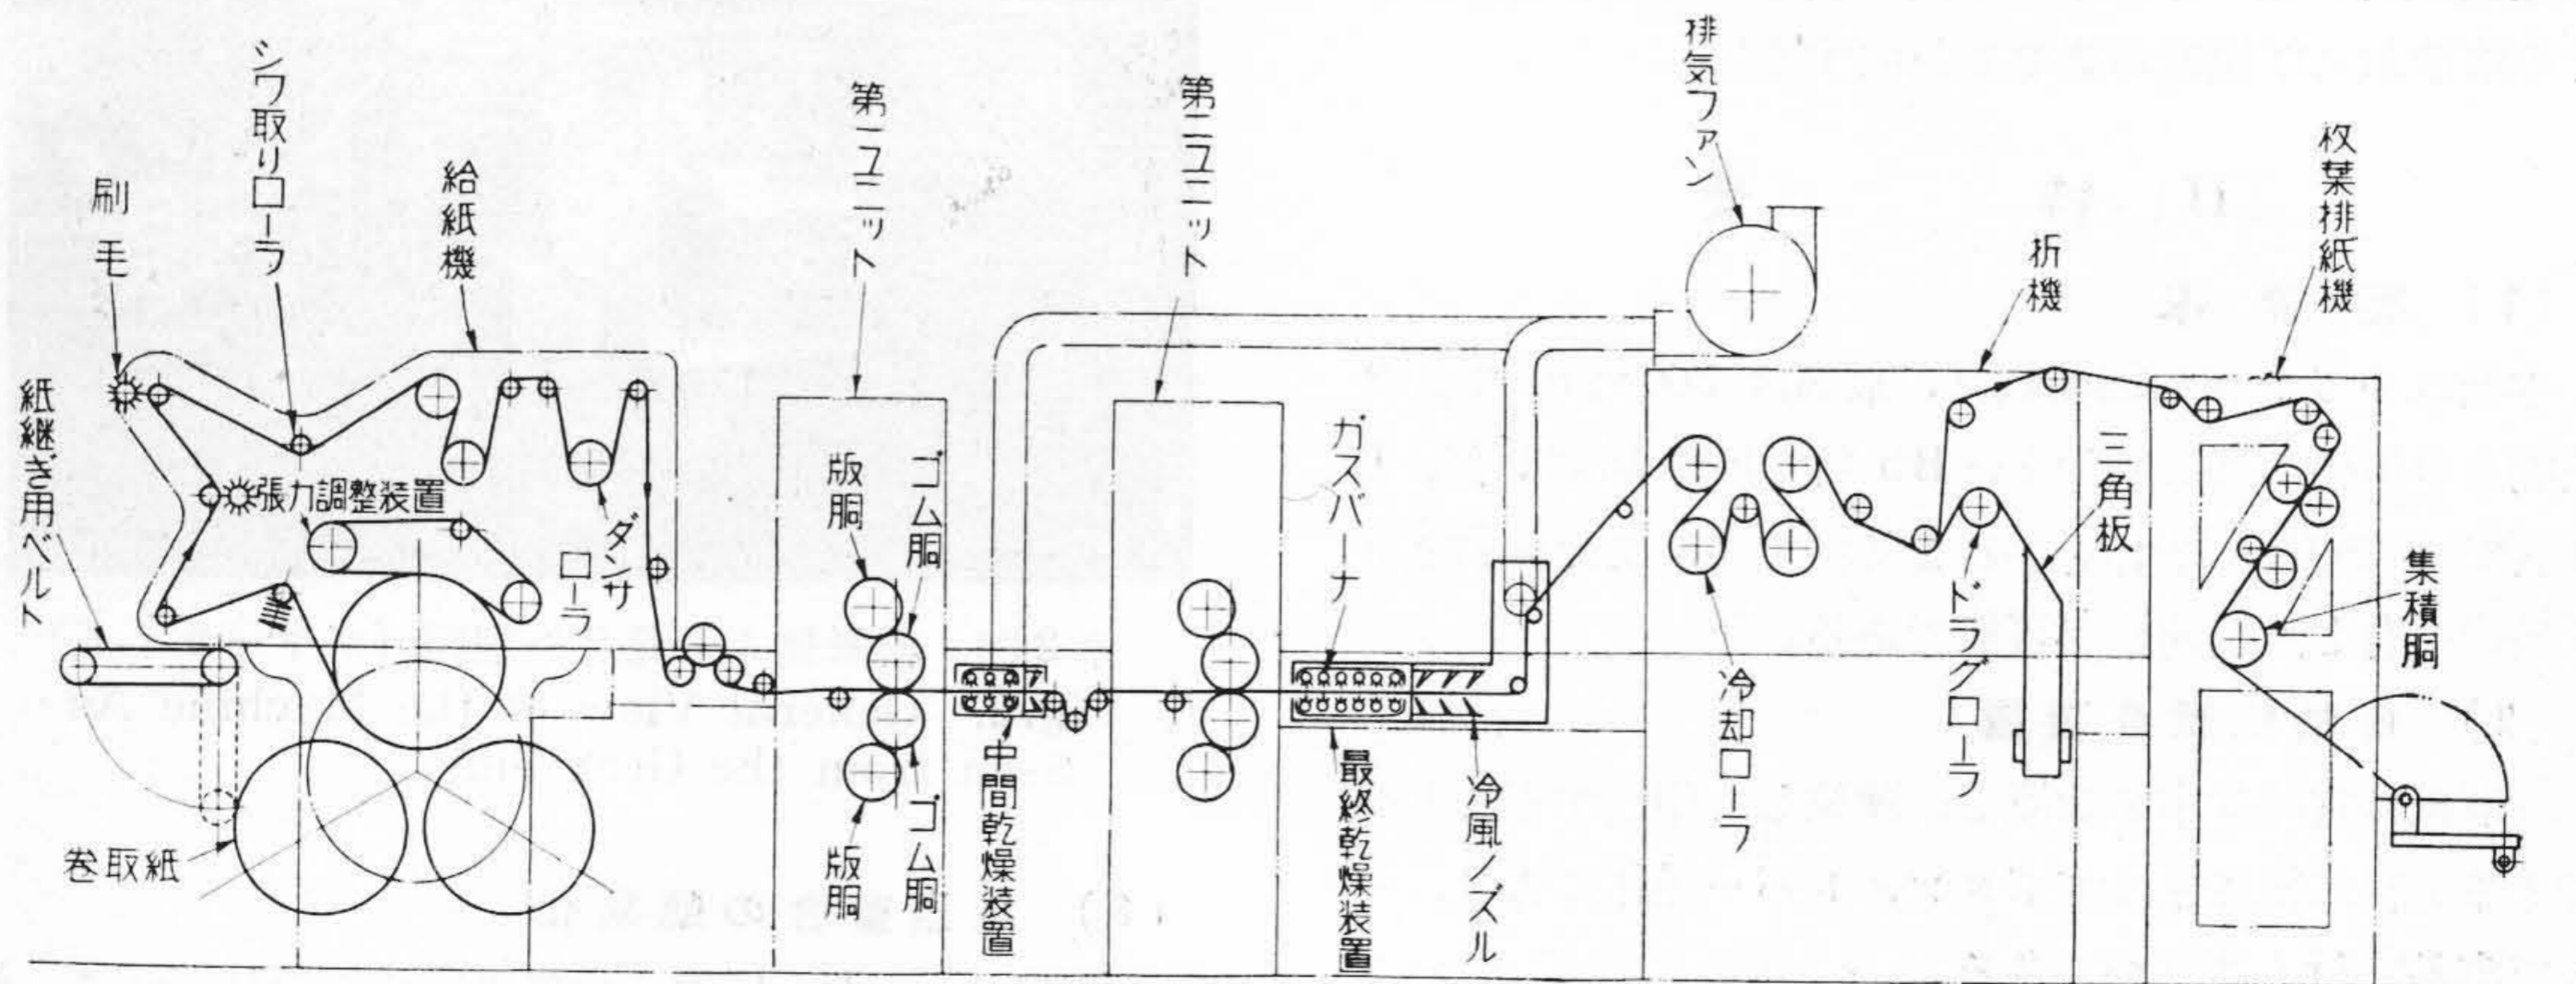 刷毛
シワ取りローラ
給紙機
第一ユニット
第二ユニット
排気ファン
折機
枚葉排紙機
紙継ぎ用ベルト
張力調整装置
ダンサローラ
版胴
ゴム胴
ガスバーナ
三角板
集積胴
巻取紙
版胴
ゴム胴
中間乾燥装置
最終乾燥装置
冷風ノズル
冷却ローラ
ドラグローラ